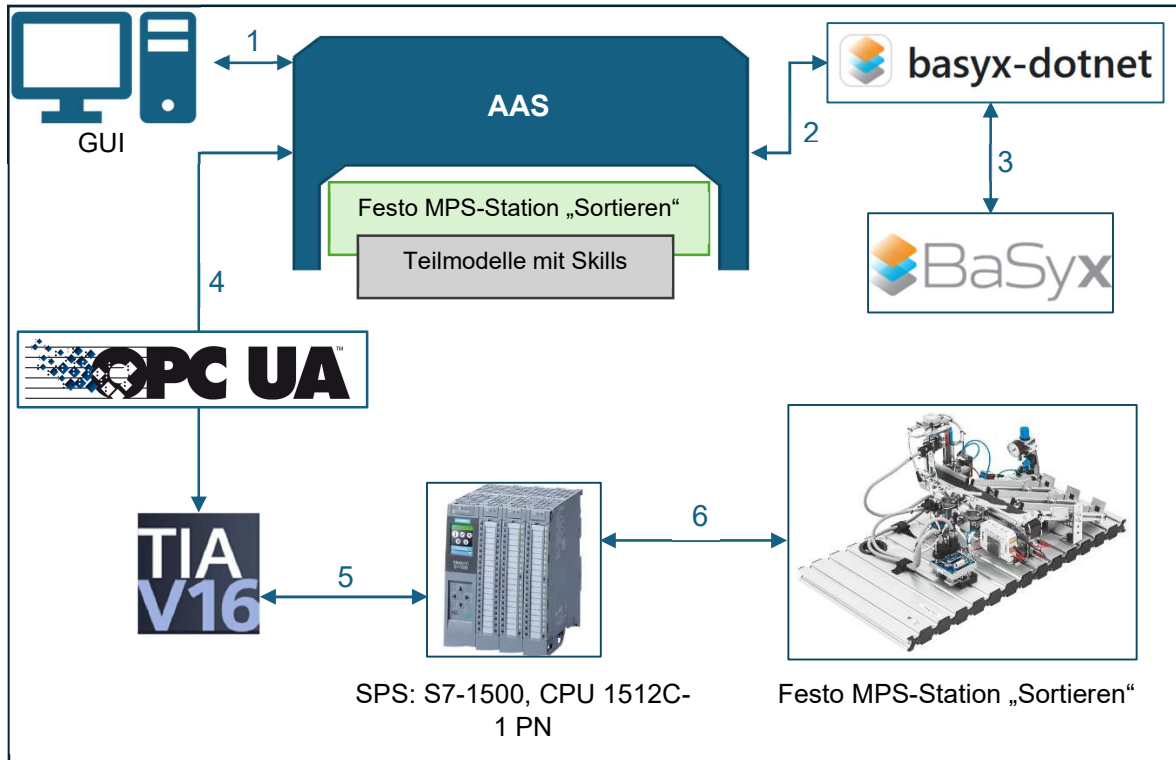 1
GUI
AAS
Festo MPS-Station „Sortieren“
Teilmodelle mit Skills
basyx-dotnet
2
3
BaSyx
4
OPC UA™
TIA
V16
5
6
SPS: S7-1500, CPU 1512C-
1 PN
Festo MPS-Station „Sortieren“